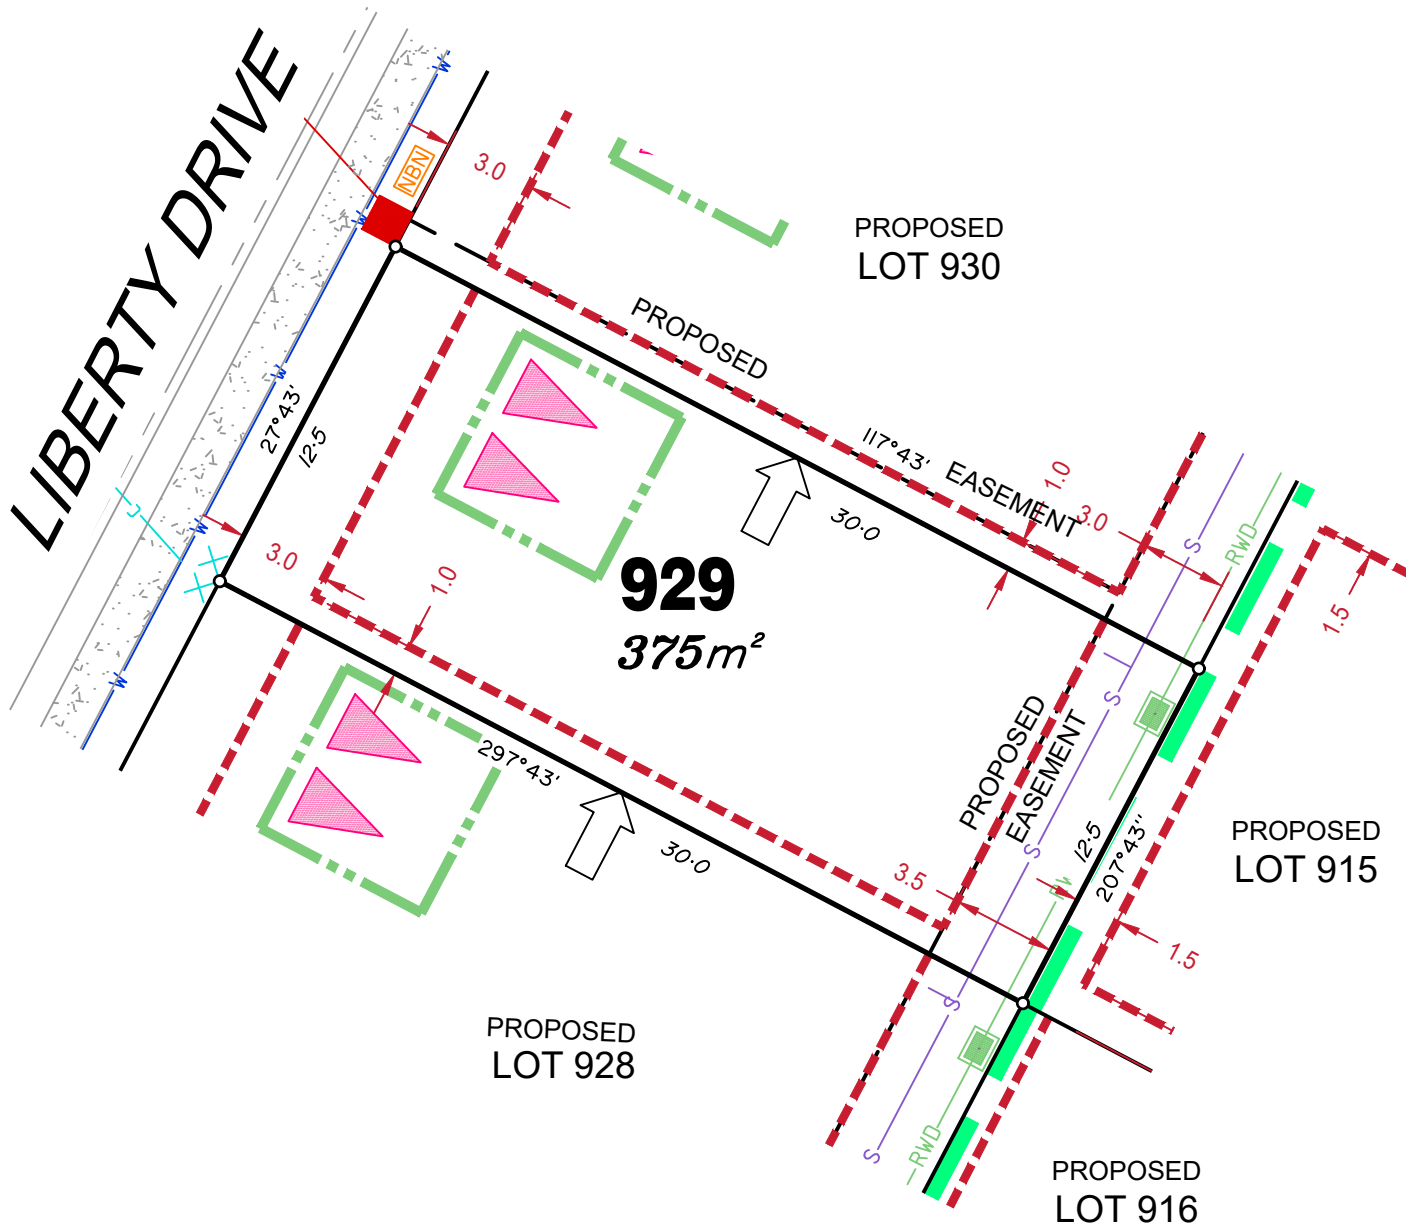 LIBERTY DRIVE
W
NBN
3.0
W
PROPOSED
LOT 930
PROPOSED
W
27°43'
12·5
117°43'
EASEMENT
1.0
3.0
S
RWD
30·0
W
3.0
1.0
929
375m²
1.5
W
S
PROPOSED
EASEMENT
297°43'
30·0
S
12·5
207°43"
3.5
PROPOSED
LOT 915
1.5
S
PROPOSED
LOT 928
S
RWD
PROPOSED
LOT 916